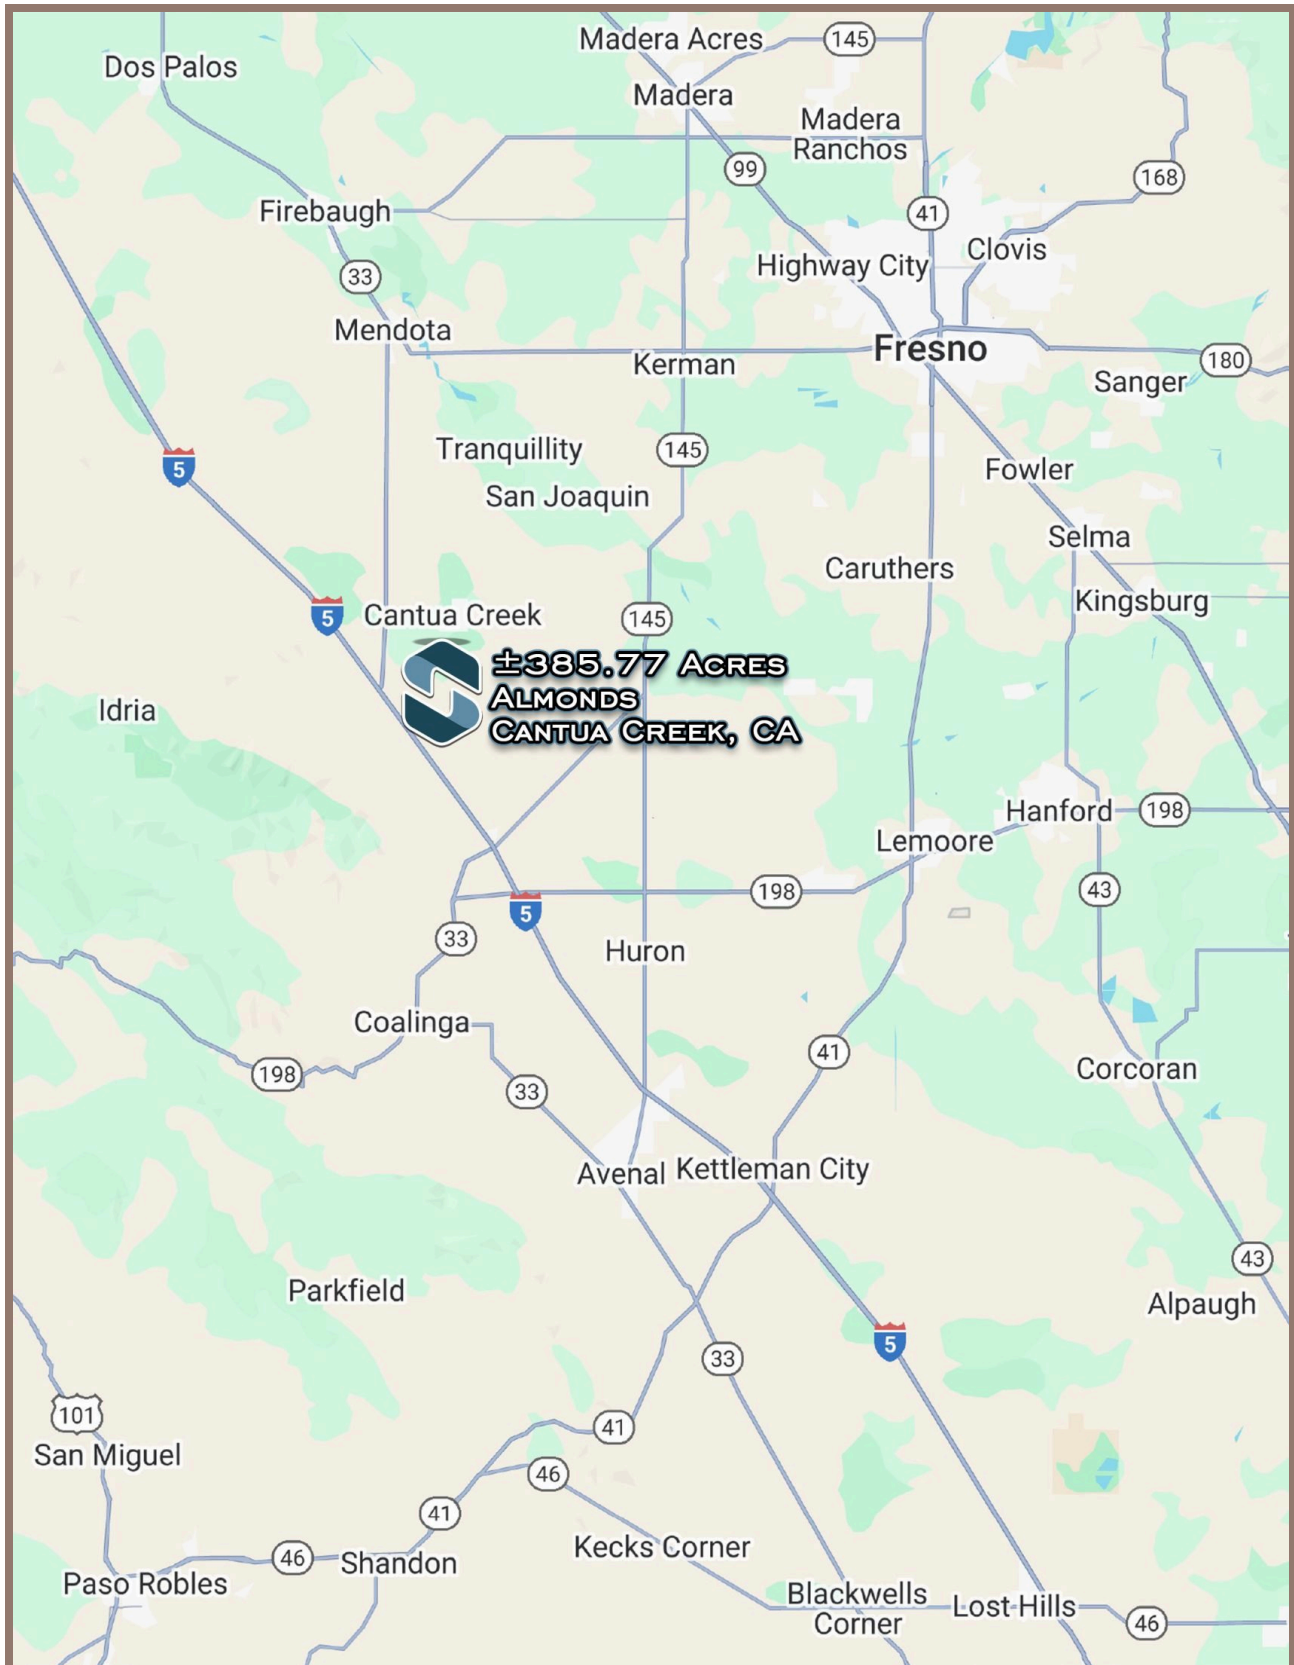 Madera Acres
145
Dos Palos
Madera
Madera
Ranchos
99
168
Firebaugh
41
Clovis
Highway City
33
Mendota
Fresno
Kerman
180
Sanger
Tranquillity
145
5
Fowler
San Joaquin
Selma
Caruthers
Kingsburg
5
Cantua Creek
145
±385.77 Acres
Almonds
Cantua Creek, CA
Idria
Hanford
198
Lemoore
198
43
5
33
Huron
Coalinga
41
198
Corcoran
33
Avenal
Kettleman City
43
Parkfield
Alpaugh
5
33
101
41
San Miguel
46
41
Kecks Corner
46
Shandon
Paso Robles
Blackwells
Corner
Lost Hills
46